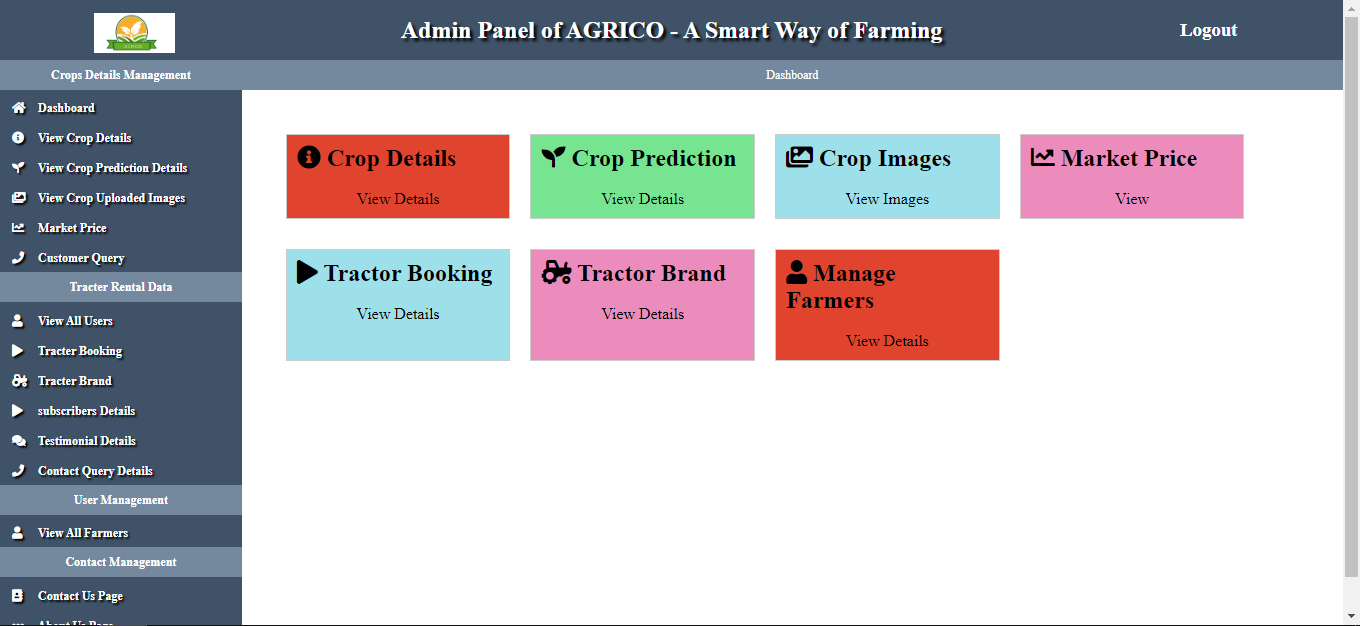 AGRICO
Admin Panel of AGRICO - A Smart Way of Farming
Logout
Crops Details Management
Dashboard
Dashboard
View Crop Details
View Crop Prediction Details
View Crop Uploaded Images
Market Price
Customer Query
Tracter Rental Data
View All Users
Tracter Booking
Tracter Brand
subscribers Details
Testimonial Details
Contact Query Details
User Management
View All Farmers
Contact Management
Contact Us Page
About Us Page
Crop Details
View Details
Crop Prediction
View Details
Crop Images
View Images
Market Price
View
Tractor Booking
View Details
Tractor Brand
View Details
Manage
Farmers
View Details